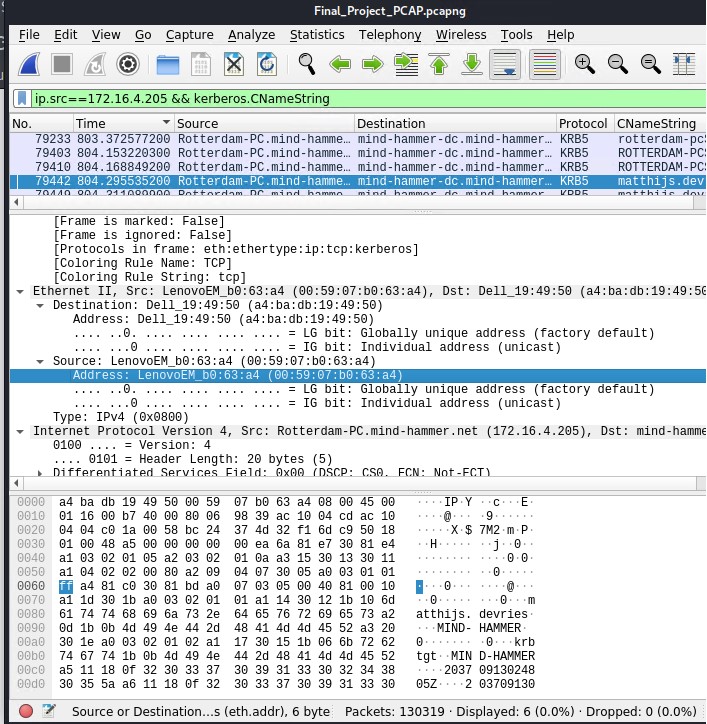 Final_Project_PCAP.pcapng
File Edit View Go Capture Analyze Statistics Telephony Wireless Tools Help
ip.src==172.16.4.205 && kerberos.CNameString
No. Time Source Destination Protocol CNameString
79233 803.372577200 Rotterdam-PC.mind-hamme… mind-hammer-dc.mind-hammer… KRB5 rotterdam-pc$
79403 804.153220300 Rotterdam-PC.mind-hamme… mind-hammer-dc.mind-hammer… KRB5 ROTTERDAM-PC$
79410 804.168849200 Rotterdam-PC.mind-hamme… mind-hammer-dc.mind-hammer… KRB5 ROTTERDAM-PC$
79442 804.295535200 Rotterdam-PC.mind-hamme… mind-hammer-dc.mind-hammer… KRB5 matthijs.dev
[Frame is marked: False]
[Frame is ignored: False]
[Protocols in frame: eth:ethertype:ip:tcp:kerberos]
[Coloring Rule Name: TCP]
[Coloring Rule String: tcp]
Ethernet II, Src: LenovoEM_b0:63:a4 (00:59:07:b0:63:a4), Dst: Dell_19:49:50 (a4:ba:db:19:49:50
Destination: Dell_19:49:50 (a4:ba:db:19:49:50)
Address: Dell_19:49:50 (a4:ba:db:19:49:50)
.... ..0. .... .... .... .... = LG bit: Globally unique address (factory default)
.... ...0 .... .... .... .... = IG bit: Individual address (unicast)
Source: LenovoEM_b0:63:a4 (00:59:07:b0:63:a4)
Address: LenovoEM_b0:63:a4 (00:59:07:b0:63:a4)
.... ..0. .... .... .... .... = LG bit: Globally unique address (factory default)
.... ...0 .... .... .... .... = IG bit: Individual address (unicast)
Type: IPv4 (0x0800)
Internet Protocol Version 4, Src: Rotterdam-PC.mind-hammer.net (172.16.4.205), Dst: mind-hamme
0100 .... = Version: 4
.... 0101 = Header Length: 20 bytes (5)
Differentiated Services Field: 0x00 (DSCP: CS0, ECN: Not-ECT)
0000 a4 ba db 19 49 50 00 59 07 b0 63 a4 08 00 45 00 ····IP·Y ··c···E·
0010 01 16 00 b7 40 00 80 06 98 39 ac 10 04 cd ac 10 ····@··· ·9······
0020 04 04 c0 1a 00 58 bc 24 37 4d 32 f1 6d c9 50 18 ·····X·$ 7M2·m·P·
0030 01 00 48 a5 00 00 00 00 00 ea 6a 81 e7 30 81 e4 ··H····· ··j··0··
0040 a1 03 02 01 05 a2 03 02 01 0a a3 15 30 13 30 11 ········ ····0·0·
0050 a1 04 02 02 00 80 a2 09 04 07 30 05 a0 03 01 01 ········ ··0·····
0060 ff a4 81 c0 30 81 bd a0 07 03 05 00 40 81 00 10 ····0··· ····@···
0070 a1 1d 30 1b a0 03 02 01 01 a1 14 30 12 1b 10 6d ··0····· ···0···m
0080 61 74 74 68 69 6a 73 2e 64 65 76 72 69 65 73 a2 atthijs. devries·
0090 0d 1b 0b 4d 49 4e 44 2d 48 41 4d 4d 45 52 a3 20 ···MIND- HAMMER·
00a0 30 1e a0 03 02 01 02 a1 17 30 15 1b 06 6b 72 62 0······· ·0···krb
00b0 74 67 74 1b 0b 4d 49 4e 44 2d 48 41 4d 4d 45 52 tgt··MIN D-HAMMER
00c0 a5 11 18 0f 32 30 33 37 30 39 31 33 30 32 34 38 ····2037 09130248
00d0 30 35 5a a6 11 18 0f 32 30 33 37 30 39 31 33 30 05Z····2 03709130
Source or Destination…s (eth.addr), 6 byte Packets: 130319 · Displayed: 6 (0.0%) · Dropped: 0 (0.0%)